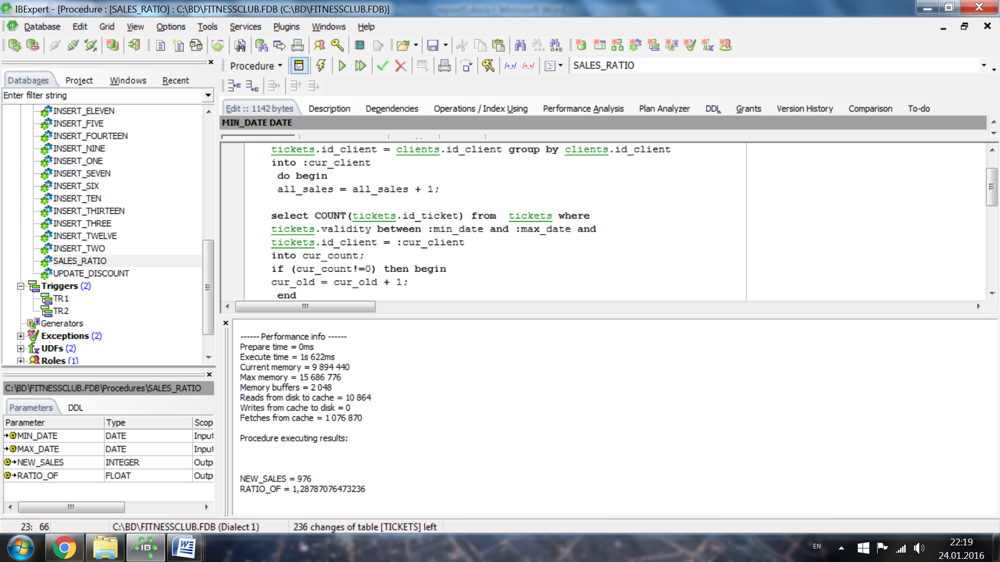 IBExpert - [Procedure : [SALES_RATIO] : C:\BD\FITNESSCLUB.FDB (C:\BD\FITNESSCLUB.FDB)]
Database Edit Grid View Options Tools Services Plugins Windows Help
Procedure SALES_RATIO
Databases Project Windows Recent
Enter filter string
INSERT_ELEVEN
INSERT_FIVE
INSERT_FOURTEEN
INSERT_NINE
INSERT_ONE
INSERT_SEVEN
INSERT_SIX
INSERT_TEN
INSERT_THIRTEEN
INSERT_THREE
INSERT_TWELVE
INSERT_TWO
SALES_RATIO
UPDATE_DISCOUNT
Triggers (2)
TR1
TR2
Generators
Exceptions (2)
UDFs (2)
Roles (1)
C:\BD\FITNESSCLUB.FDB\Procedures\SALES_RATIO
Parameters DDL
Parameter Type Scop
MIN_DATE DATE Input
MAX_DATE DATE Input
NEW_SALES INTEGER Outp
RATIO_OF FLOAT Outp
Edit :: 1142 bytes Description Dependencies Operations / Index Using Performance Analysis Plan Analyzer DDL Grants Version History Comparison To-do
MIN_DATE DATE
tickets.id_client = clients.id_client group by clients.id_client
into :cur_client
do begin
all_sales = all_sales + 1;
select COUNT(tickets.id_ticket) from tickets where
tickets.validity between :min_date and :max_date and
tickets.id_client = :cur_client
into cur_count;
if (cur_count!=0) then begin
cur_old = cur_old + 1;
end
------ Performance info ------
Prepare time = 0ms
Execute time = 1s 622ms
Current memory = 9 894 440
Max memory = 15 686 776
Memory buffers = 2 048
Reads from disk to cache = 10 864
Writes from cache to disk = 0
Fetches from cache = 1 076 870
Procedure executing results:
NEW_SALES = 976
RATIO_OF = 1,28787076473236
23: 66 C:\BD\FITNESSCLUB.FDB (Dialect 1) 236 changes of table [TICKETS] left
EN
22:19
24.01.2016